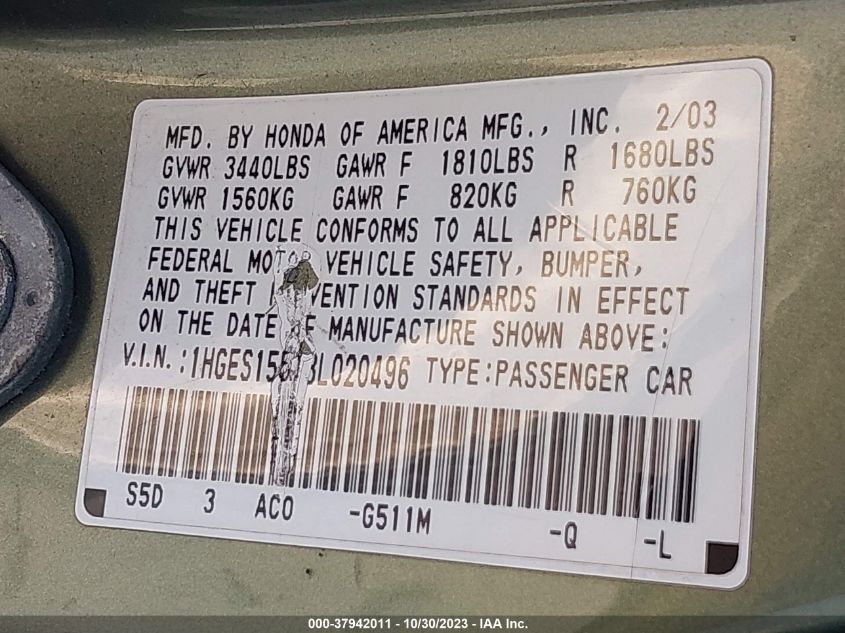 MFD. BY HONDA OF AMERICA MFG., INC. 2/03
GVWR 3440LBS GAWR F 1810LBS R 1680LBS
GVWR 1560KG GAWR F 820KG R 760KG
THIS VEHICLE CONFORMS TO ALL APPLICABLE
FEDERAL MOTOR VEHICLE SAFETY, BUMPER,
AND THEFT VENTION STANDARDS IN EFFECT
ON THE DATE OF MANUFACTURE SHOWN ABOVE:
V.I.N.: TYPE:PASSENGER CAR
S5D 3 ACO -G511M -Q -L
000-37942011 - 10/30/2023 - IAA Inc.